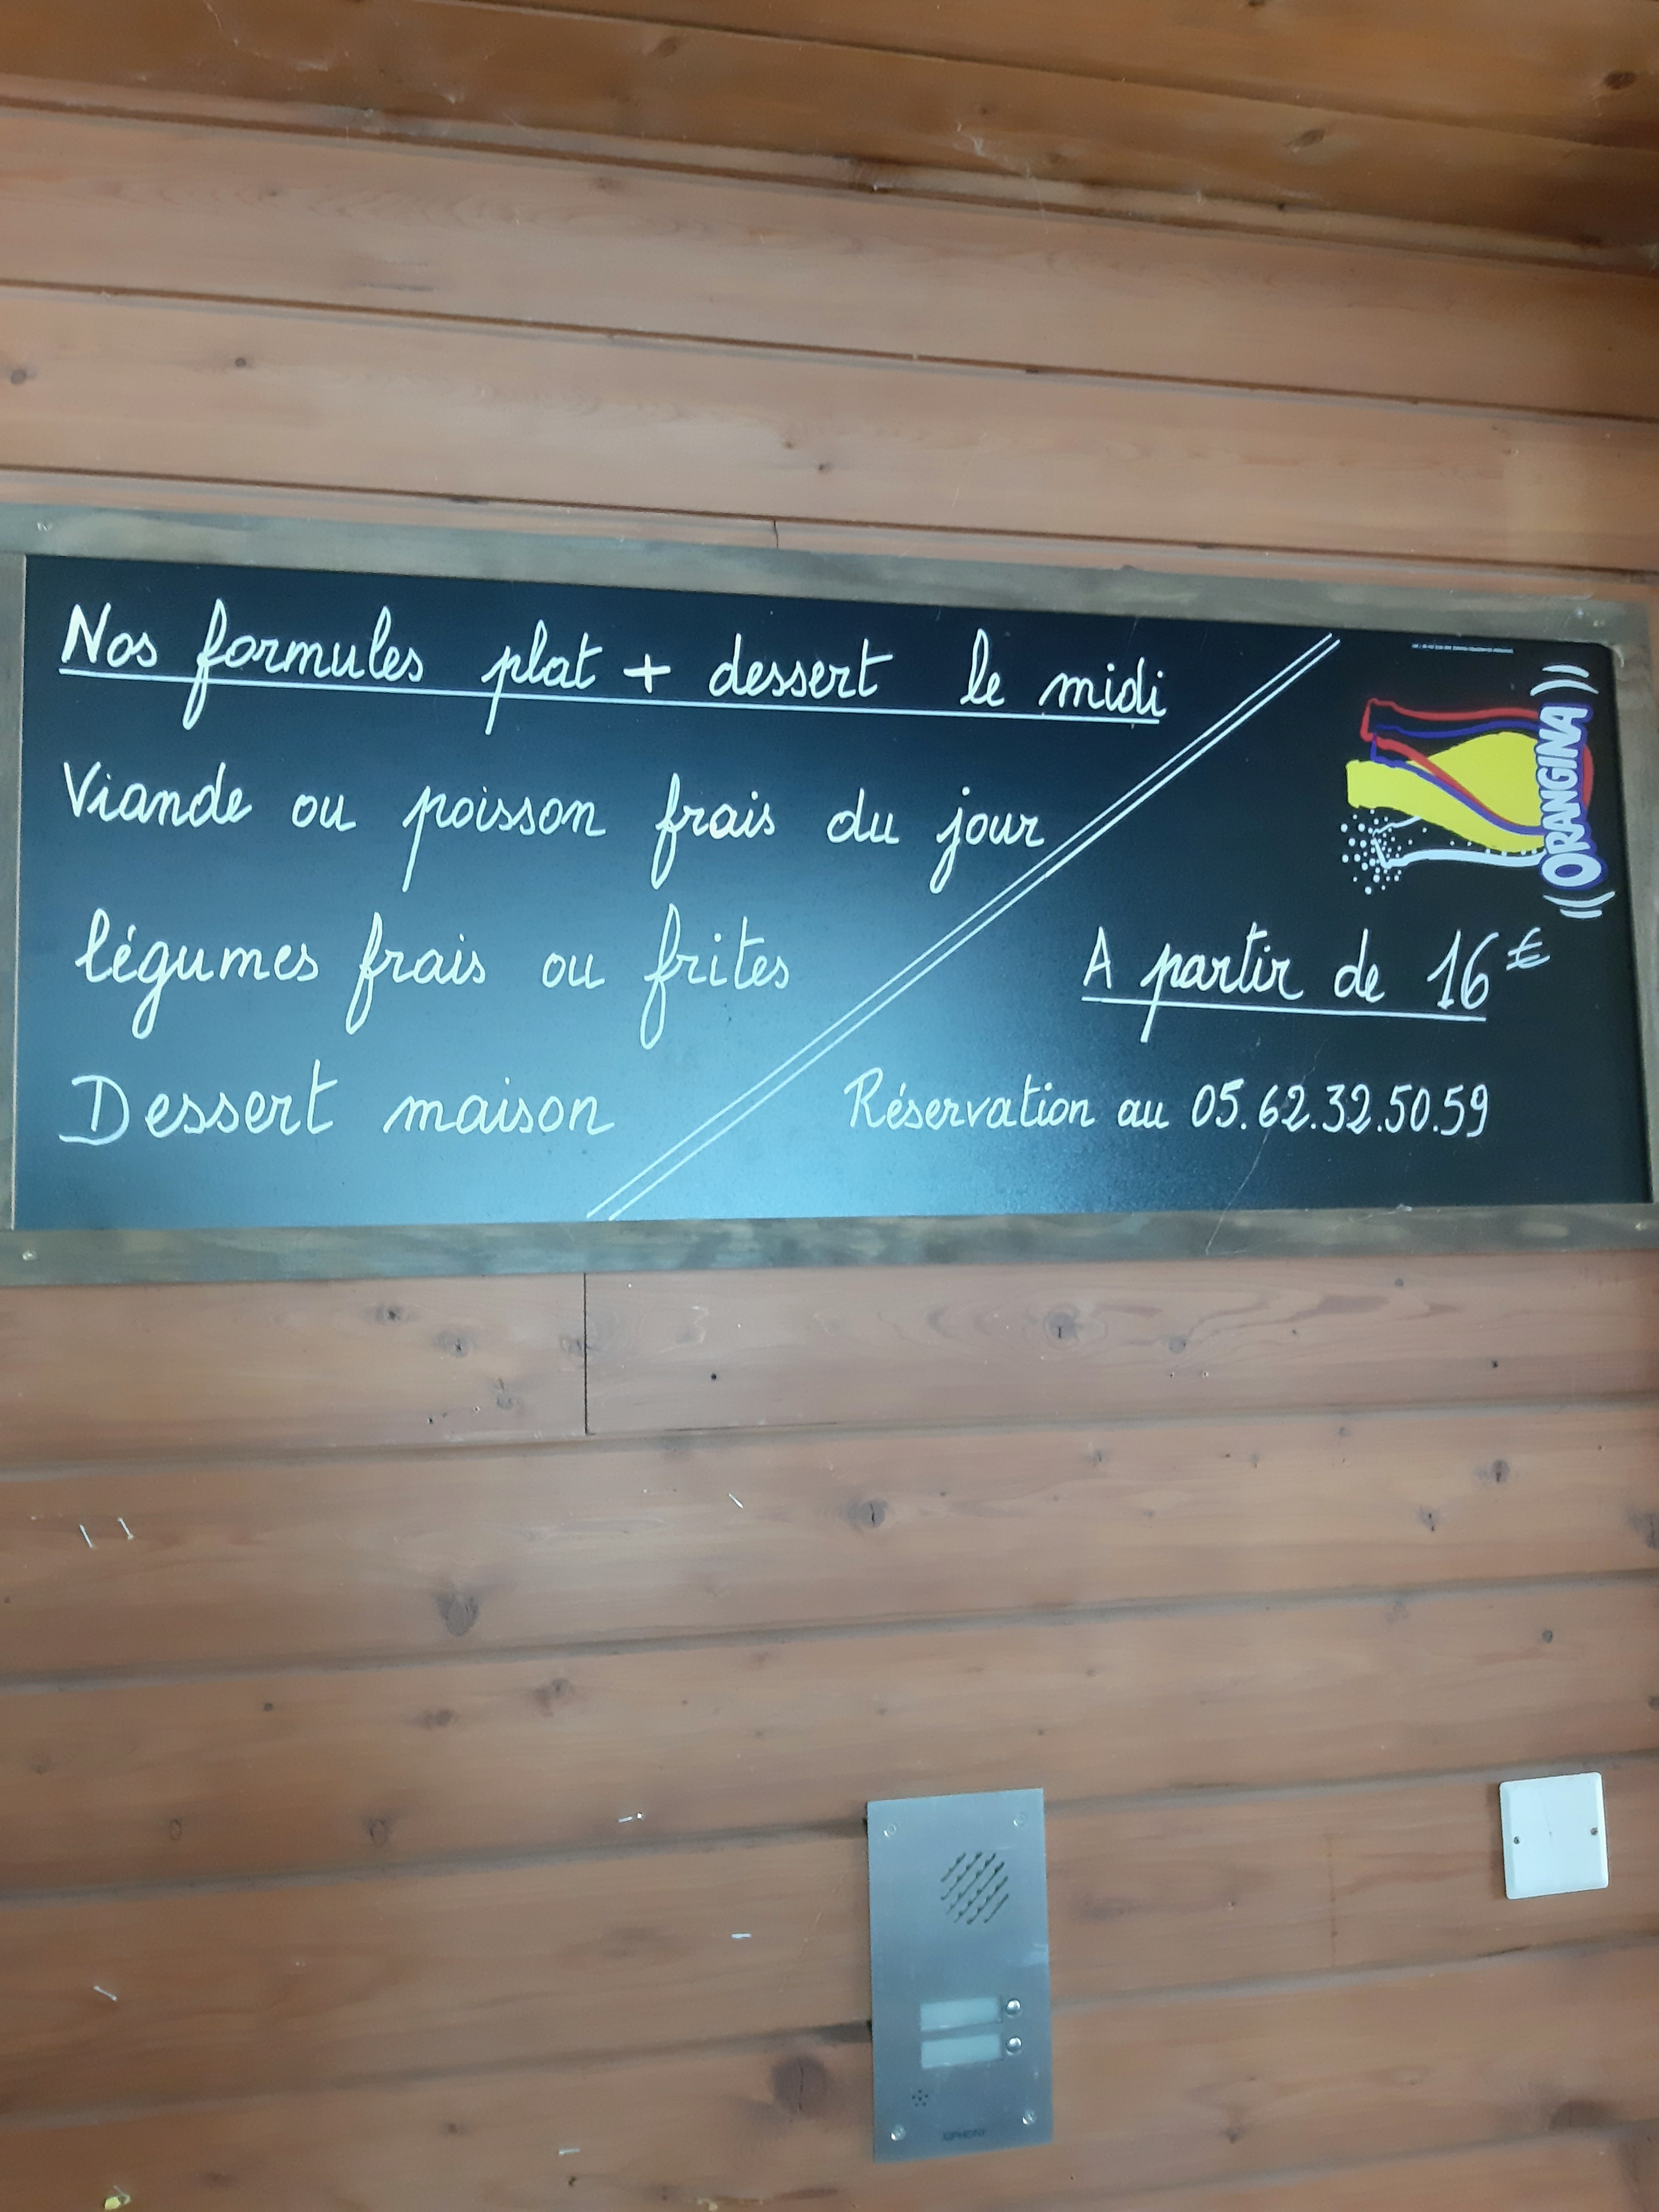 Nos formules plat + dessert le midi
Viande ou poisson frais du jour
légumes frais ou frites
Dessert maison
ORANGINA
A partir de 16€
Réservation au 05.62.32.50.59